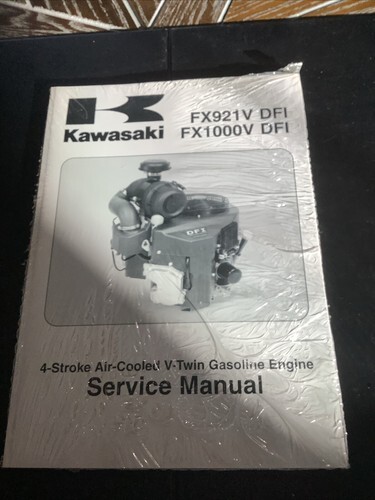 Kawasaki
FX921V DFI
FX1000V DFI
DFI
4-Stroke Air-Cooled V-Twin Gasoline Engine
Service Manual